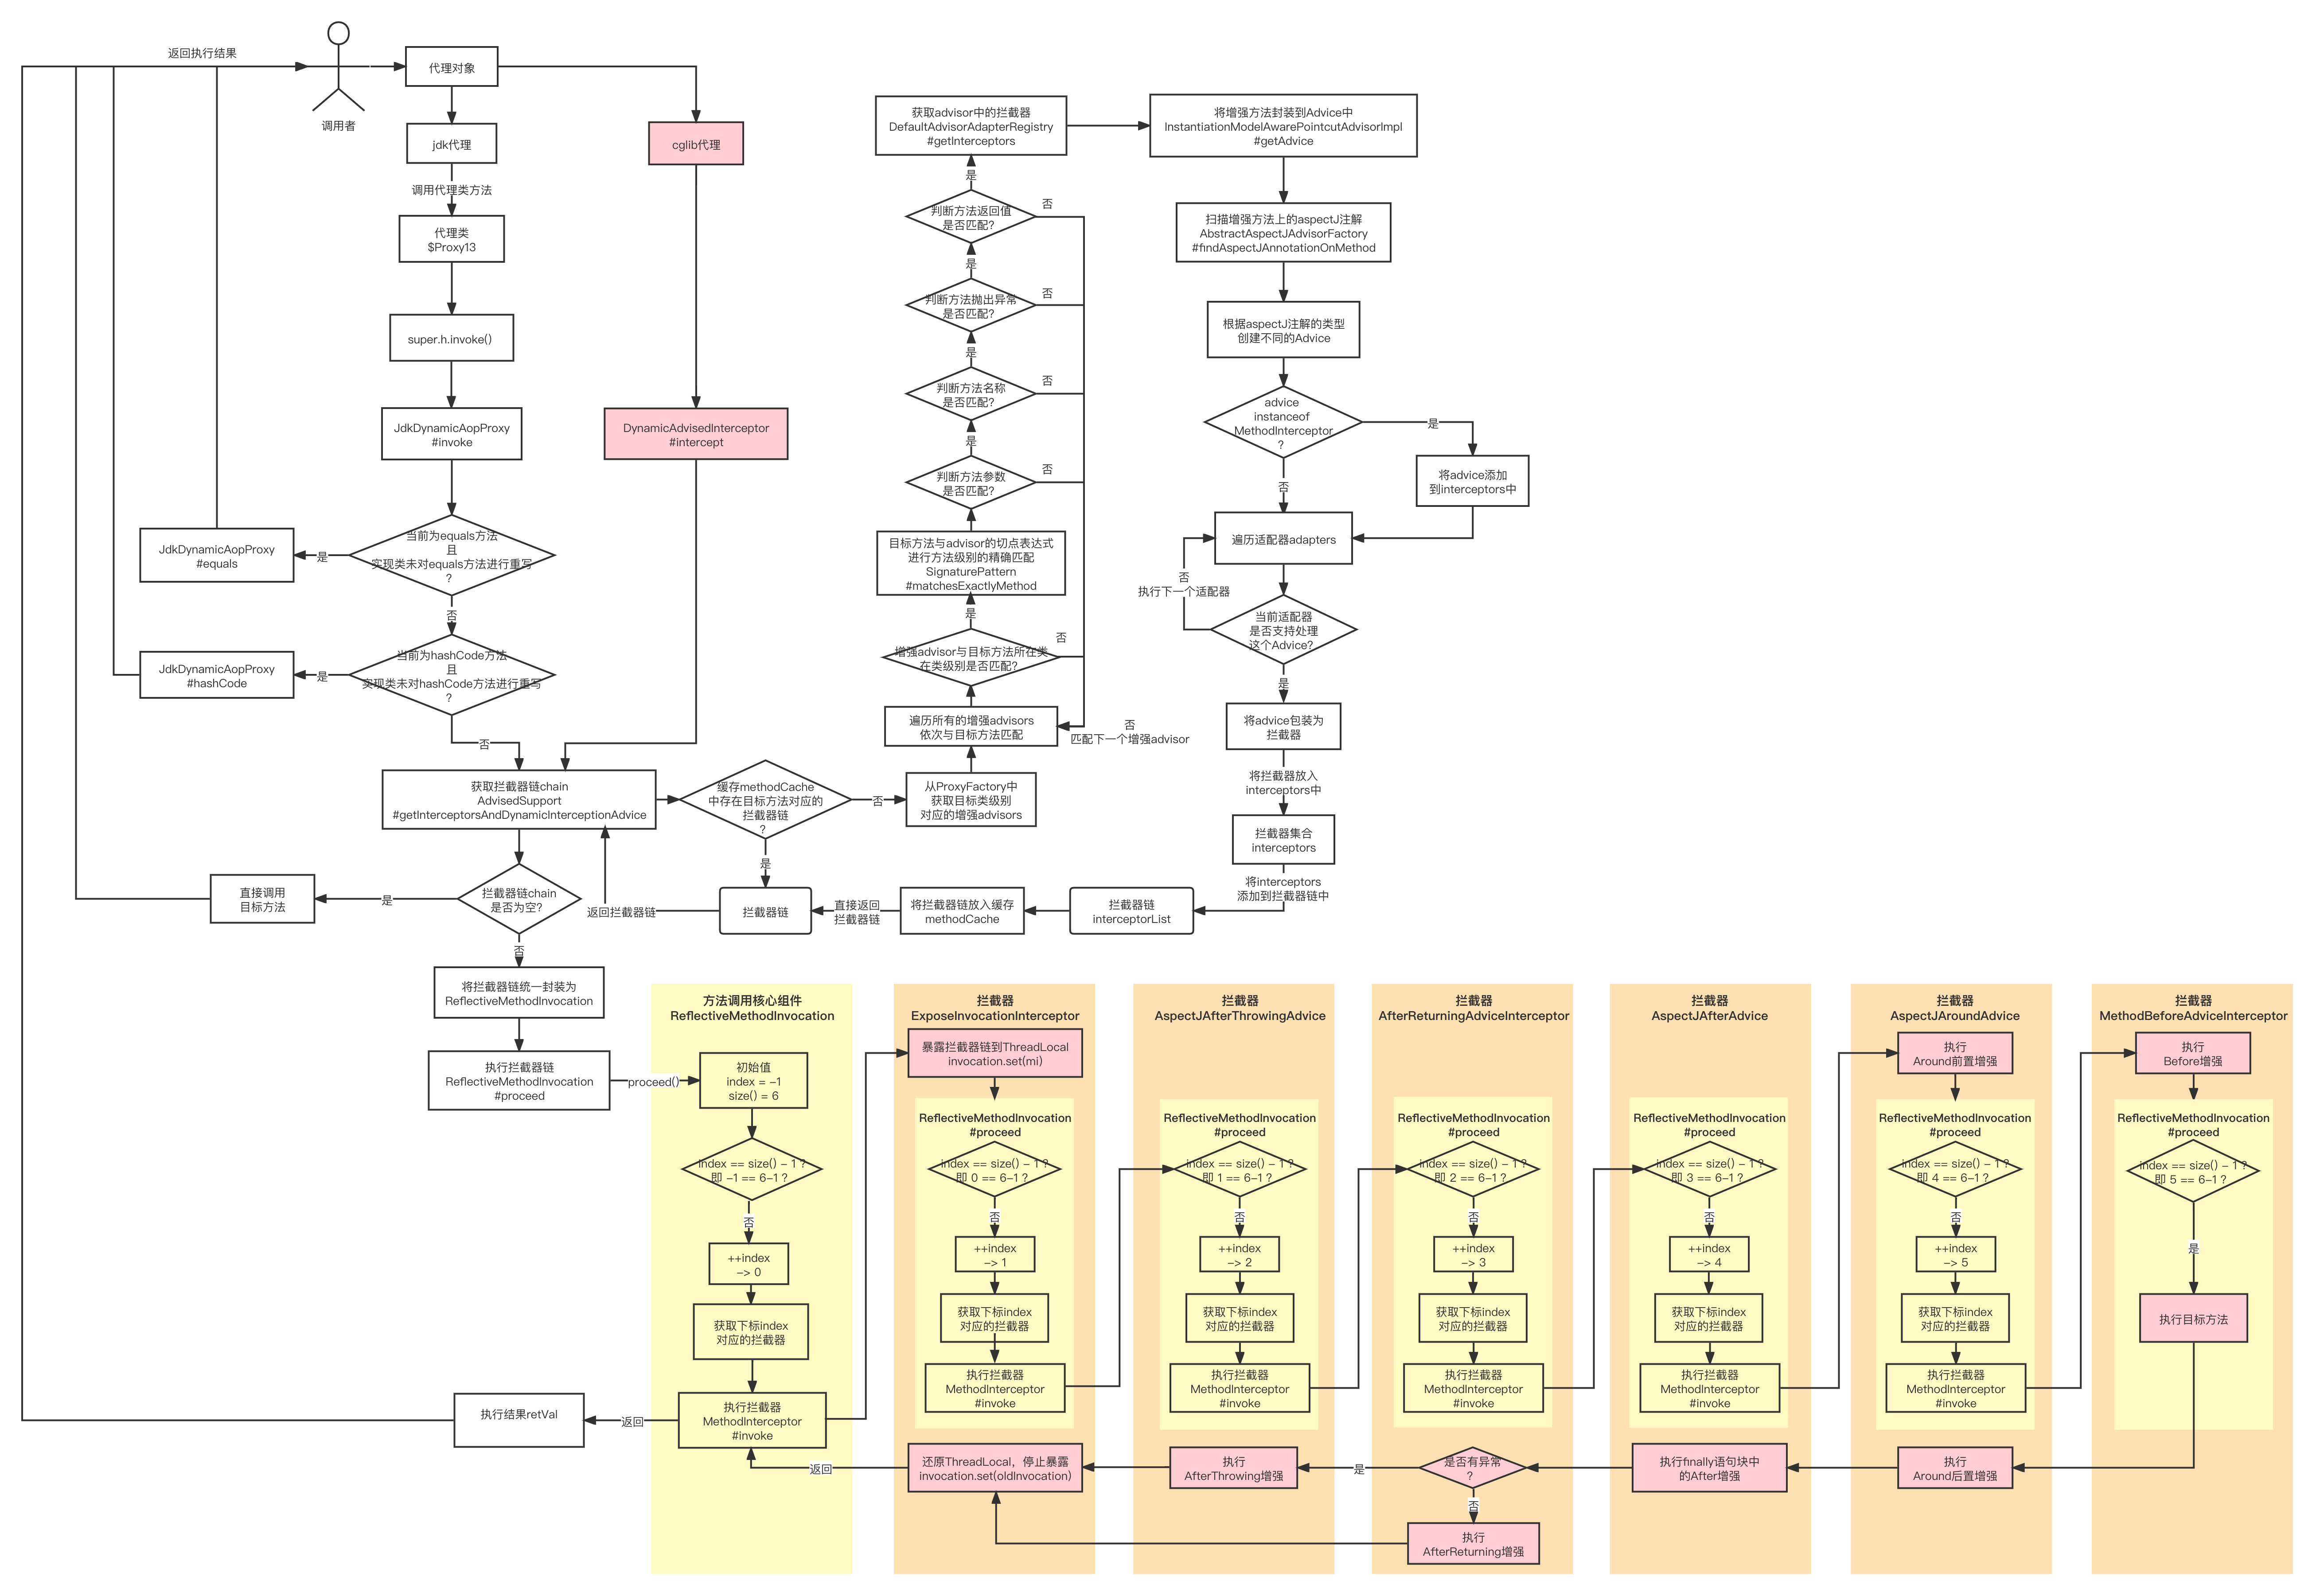 返回执行结果
调用者
代理对象
jdk代理
cglib代理
调用代理类方法
代理类
$Proxy13
super.h.invoke()
JdkDynamicAopProxy
#invoke
DynamicAdvisedInterceptor
#intercept
当前为equals方法
且
实现类未对equals方法进行重写
?
是
JdkDynamicAopProxy
#equals
否
当前为hashCode方法
且
实现类未对hashCode方法进行重写
?
是
JdkDynamicAopProxy
#hashCode
否
获取拦截器链chain
AdvisedSupport
#getInterceptorsAndDynamicInterceptionAdvice
缓存methodCache
中存在目标方法对应的
拦截器链
?
否
是
从ProxyFactory中
获取目标类级别
对应的增强advisors
遍历所有的增强advisors
依次与目标方法匹配
否
匹配下一个增强advisor
增强advisor与目标方法所在类
在类级别是否匹配?
否
是
目标方法与advisor的切点表达式
进行方法级别的精确匹配
SignaturePattern
#matchesExactlyMethod
判断方法参数
是否匹配?
否
是
判断方法名称
是否匹配?
否
是
判断方法抛出异常
是否匹配?
否
是
判断方法返回值
是否匹配?
否
是
获取advisor中的拦截器
DefaultAdvisorAdapterRegistry
#getInterceptors
将增强方法封装到Advice中
InstantiationModelAwarePointcutAdvisorImpl
#getAdvice
扫描增强方法上的aspectJ注解
AbstractAspectJAdvisorFactory
#findAspectJAnnotationOnMethod
根据aspectJ注解的类型
创建不同的Advice
advice
instanceof
MethodInterceptor
?
是
将advice添加
到interceptors中
否
遍历适配器adapters
否
执行下一个适配器
当前适配器
是否支持处理
这个Advice?
是
将advice包装为
拦截器
将拦截器放入
interceptors中
拦截器集合
interceptors
将interceptors
添加到拦截器链中
拦截器链
interceptorList
将拦截器链放入缓存
methodCache
直接返回
拦截器链
拦截器链
返回拦截器链
拦截器链chain
是否为空?
是
直接调用
目标方法
否
将拦截器链统一封装为
ReflectiveMethodInvocation
执行拦截器链
ReflectiveMethodInvocation
#proceed
proceed()
方法调用核心组件
ReflectiveMethodInvocation
初始值
index = -1
size() = 6
index == size() - 1 ?
即 -1 == 6-1 ?
否
++index
-> 0
获取下标index
对应的拦截器
执行拦截器
MethodInterceptor
#invoke
返回
执行结果retVal
拦截器
ExposeInvocationInterceptor
暴露拦截器链到ThreadLocal
invocation.set(mi)
ReflectiveMethodInvocation
#proceed
index == size() - 1 ?
即 0 == 6-1 ?
否
++index
-> 1
获取下标index
对应的拦截器
执行拦截器
MethodInterceptor
#invoke
还原ThreadLocal，停止暴露
invocation.set(oldInvocation)
返回
拦截器
AspectJAfterThrowingAdvice
ReflectiveMethodInvocation
#proceed
index == size() - 1 ?
即 1 == 6-1 ?
否
++index
-> 2
获取下标index
对应的拦截器
执行拦截器
MethodInterceptor
#invoke
执行
AfterThrowing增强
拦截器
AfterReturningAdviceInterceptor
ReflectiveMethodInvocation
#proceed
index == size() - 1 ?
即 2 == 6-1 ?
否
++index
-> 3
获取下标index
对应的拦截器
执行拦截器
MethodInterceptor
#invoke
是
是否有异常
?
否
执行
AfterReturning增强
拦截器
AspectJAfterAdvice
ReflectiveMethodInvocation
#proceed
index == size() - 1 ?
即 3 == 6-1 ?
否
++index
-> 4
获取下标index
对应的拦截器
执行拦截器
MethodInterceptor
#invoke
执行finally语句块中
的After增强
拦截器
AspectJAroundAdvice
执行
Around前置增强
ReflectiveMethodInvocation
#proceed
index == size() - 1 ?
即 4 == 6-1 ?
否
++index
-> 5
获取下标index
对应的拦截器
执行拦截器
MethodInterceptor
#invoke
执行
Around后置增强
拦截器
MethodBeforeAdviceInterceptor
执行
Before增强
ReflectiveMethodInvocation
#proceed
index == size() - 1 ?
即 5 == 6-1 ?
是
执行目标方法